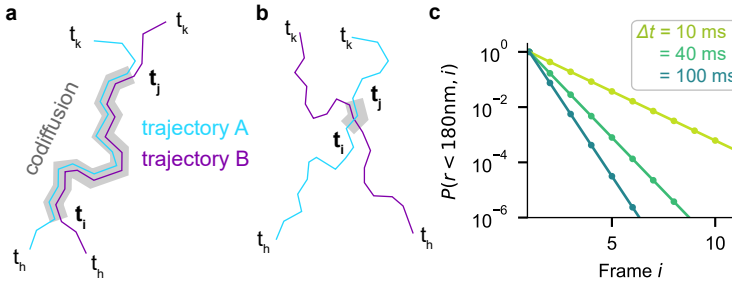 a
t_k
t_k
t_j
codiffusion
trajectory A
trajectory B
t_i
t_h
t_h
b
t_k
t_k
t_j
t_i
t_h
t_h
c
Δt = 10 ms
= 40 ms
= 100 ms
10^0
10^-2
10^-4
10^-6
P(r < 180nm, i)
5
10
Frame i